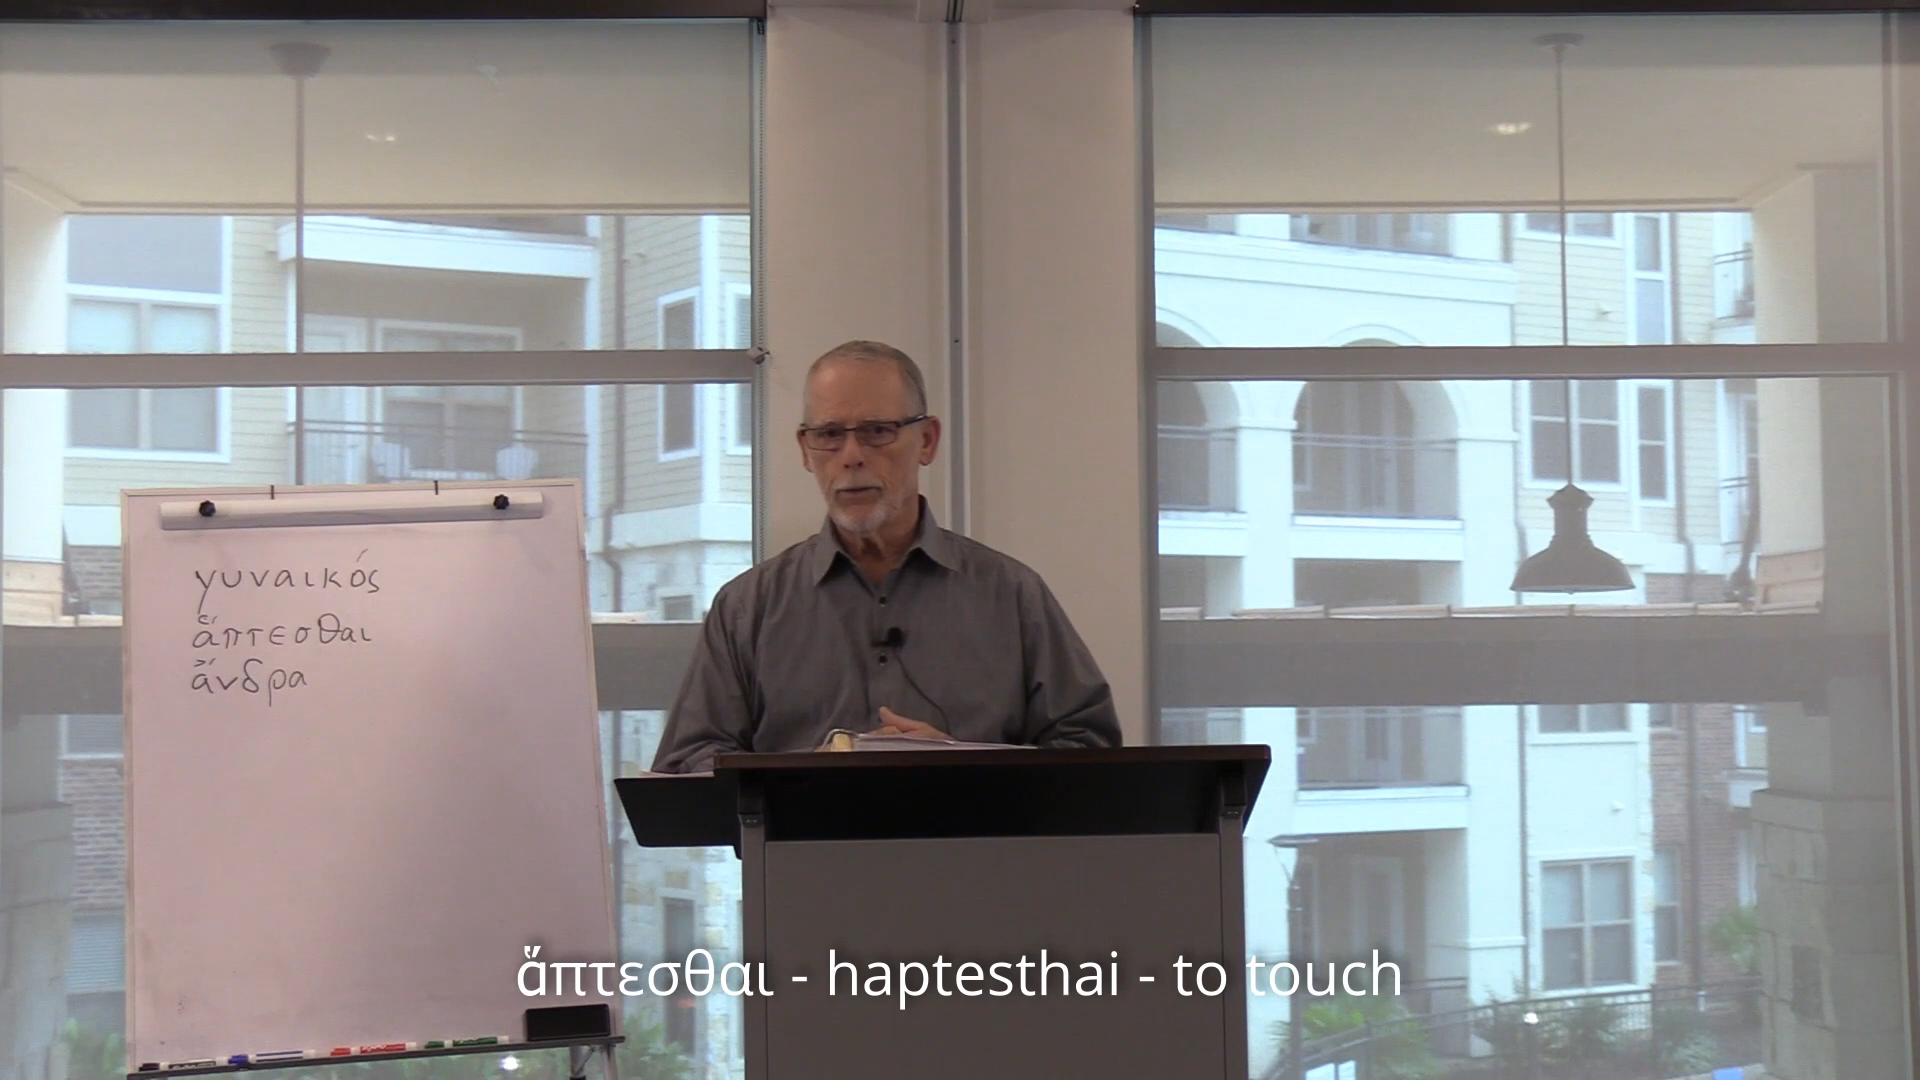 γυναικός
ἅπτεσθαι
ἄνδρα
ἅπτεσθαι - haptesthai - to touch